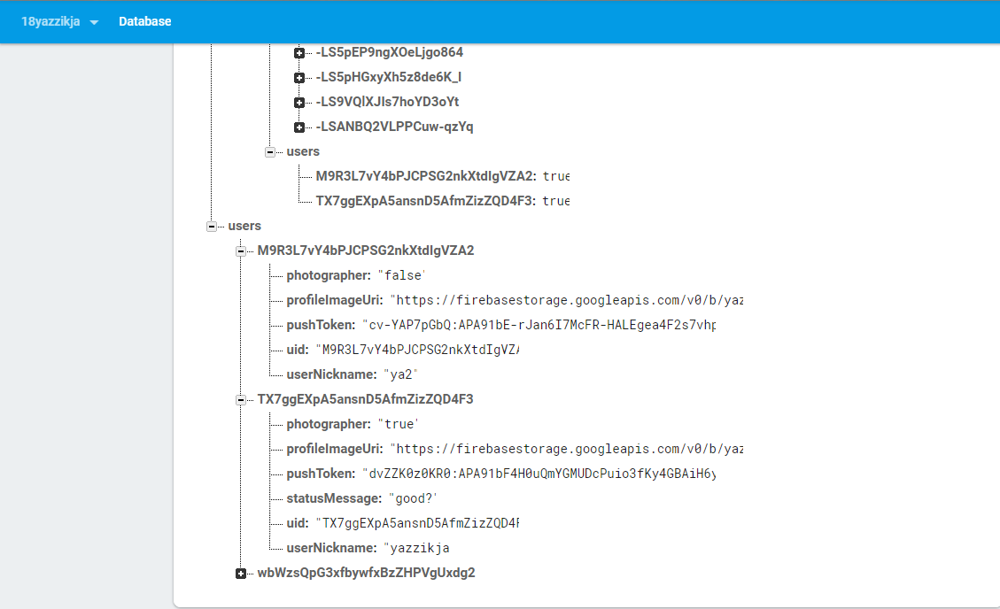 18yazzikja Database
-LS5pEP9ngXOeLjgo864
-LS5pHGxyXh5z8de6K_I
-LS9VQlXJIs7hoYD3oYt
-LSANBQ2VLPPCuw-qzYq
users
M9R3L7vY4bPJCPSG2nkXtdIgVZA2: true
TX7ggEXpA5ansnD5AfmZizZQD4F3: true
users
M9R3L7vY4bPJCPSG2nkXtdIgVZA2
photographer: "false"
profileImageUri: "https://firebasestorage.googleapis.com/v0/b/yaz
pushToken: "cv-YAP7pGbQ:APA91bE-rJan6I7McFR-HALEgea4F2s7vhp
uid: "M9R3L7vY4bPJCPSG2nkXtdIgVZA
userNickname: "ya2"
TX7ggEXpA5ansnD5AfmZizZQD4F3
photographer: "true"
profileImageUri: "https://firebasestorage.googleapis.com/v0/b/yaz
pushToken: "dvZZK0z0KR0:APA91bF4H0uQmYGMUDcPuio3fKy4GBAiH6y
statusMessage: "good?"
uid: "TX7ggEXpA5ansnD5AfmZizZQD4F
userNickname: "yazzikja
wbWzsQpG3xfbywfxBzZHPVgUxdg2